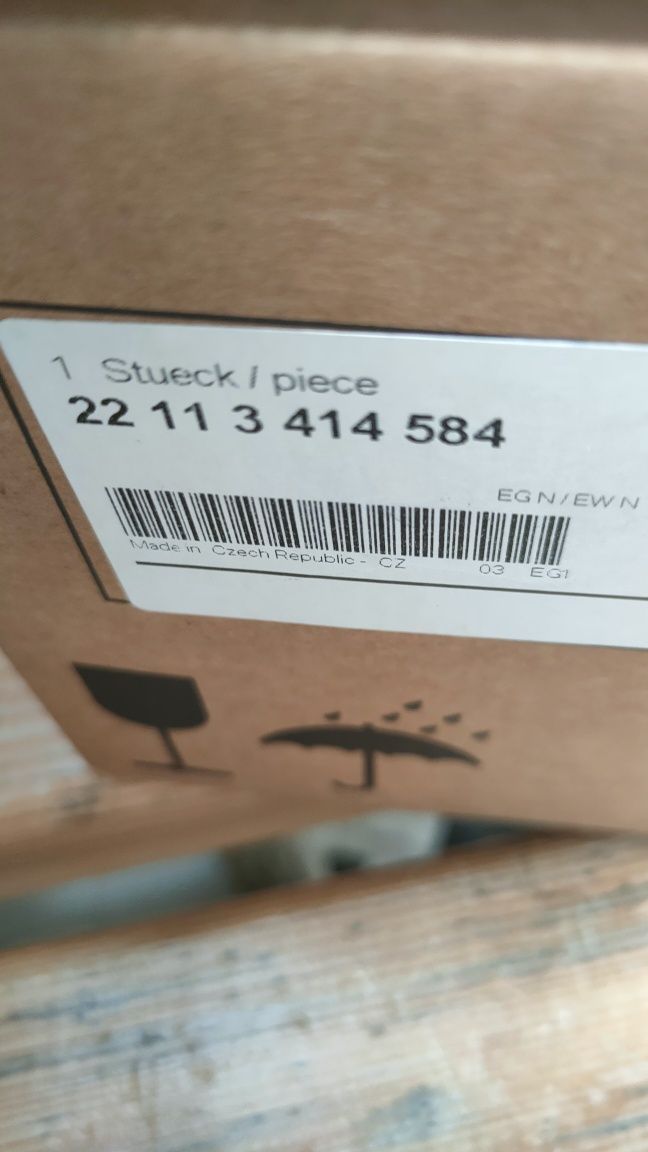 1 Stueck / piece
22 11 3 414 584
EG N / EW N
Made in Czech Republic - CZ 03 EG1